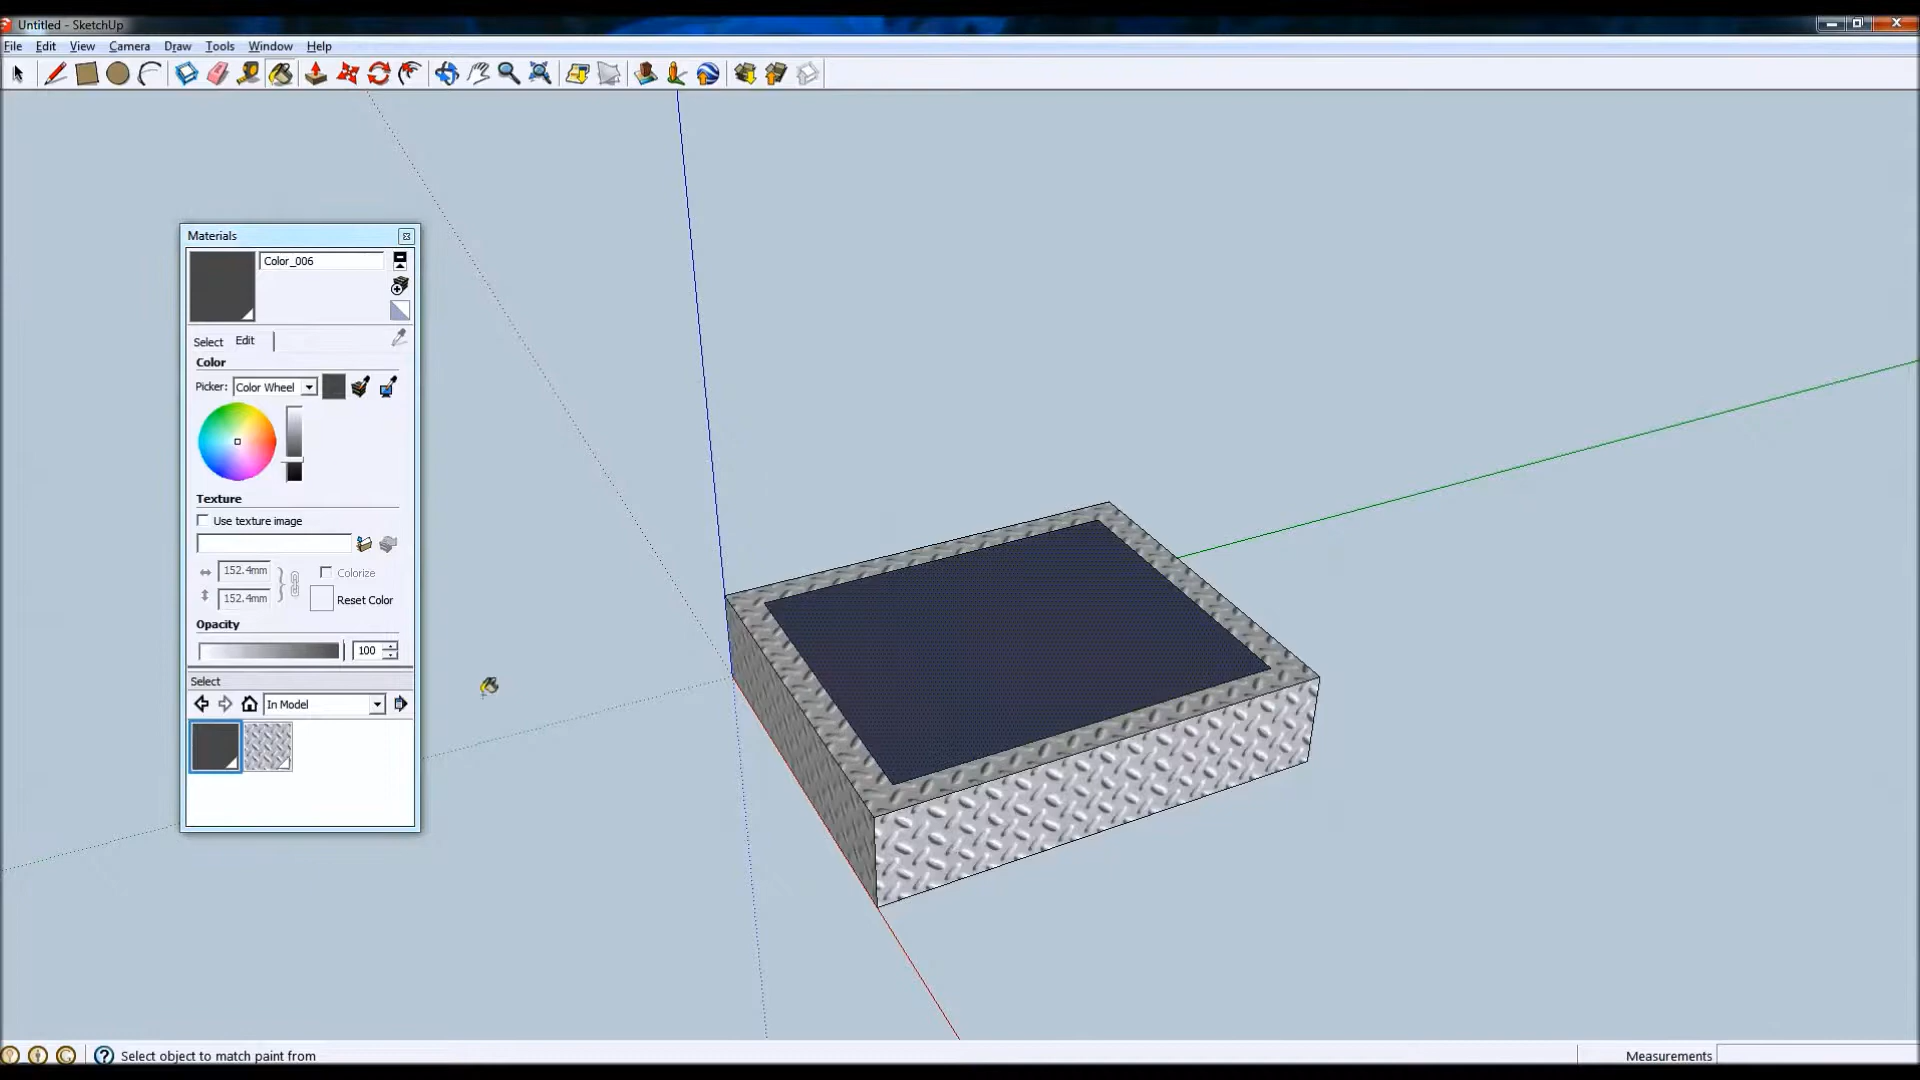 Untitled - SketchUp
File Edit View Camera Draw Tools Window Help
Materials
Color_006
Select Edit
Color
Picker: Color Wheel
Texture
Use texture image
152.4mm
Colorize
152.4mm
Reset Color
Opacity
100
Select
In Model
Select object to match paint from
Measurements